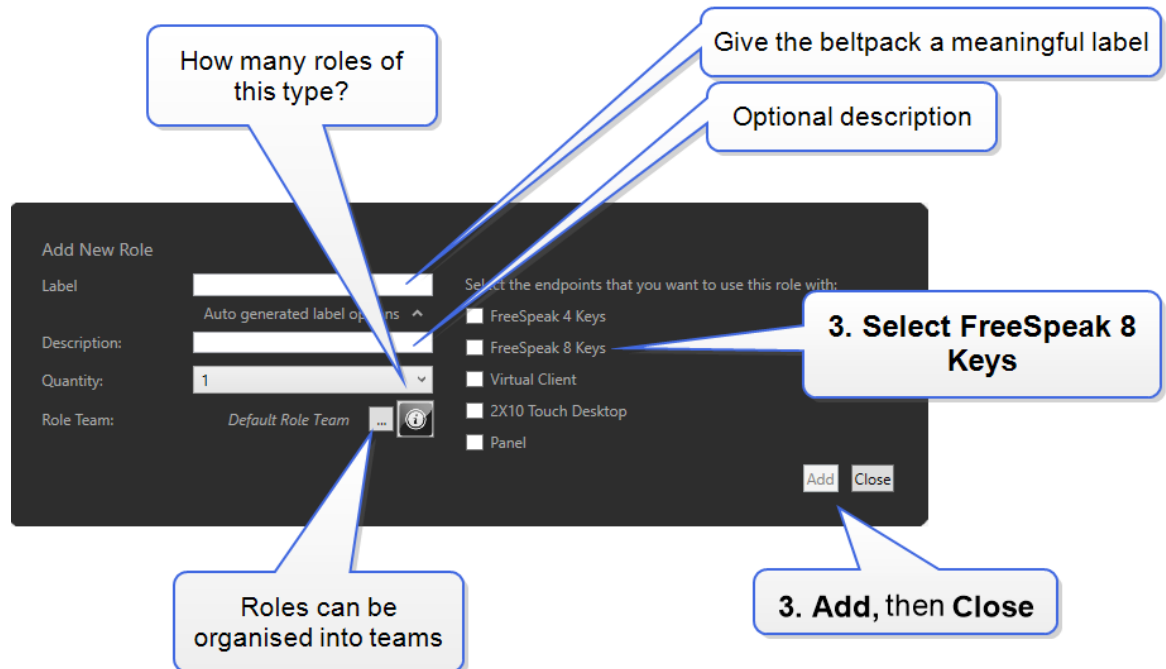 How many roles of
this type?
Give the beltpack a meaningful label
Optional description
Add New Role
Label
Auto generated label options
Description:
Quantity:
1
Role Team:
Default Role Team
...
Select the endpoints that you want to use this role with:
FreeSpeak 4 Keys
FreeSpeak 8 Keys
Virtual Client
2X10 Touch Desktop
Panel
3. Select FreeSpeak 8
Keys
Add
Close
Roles can be
organised into teams
3. Add, then Close